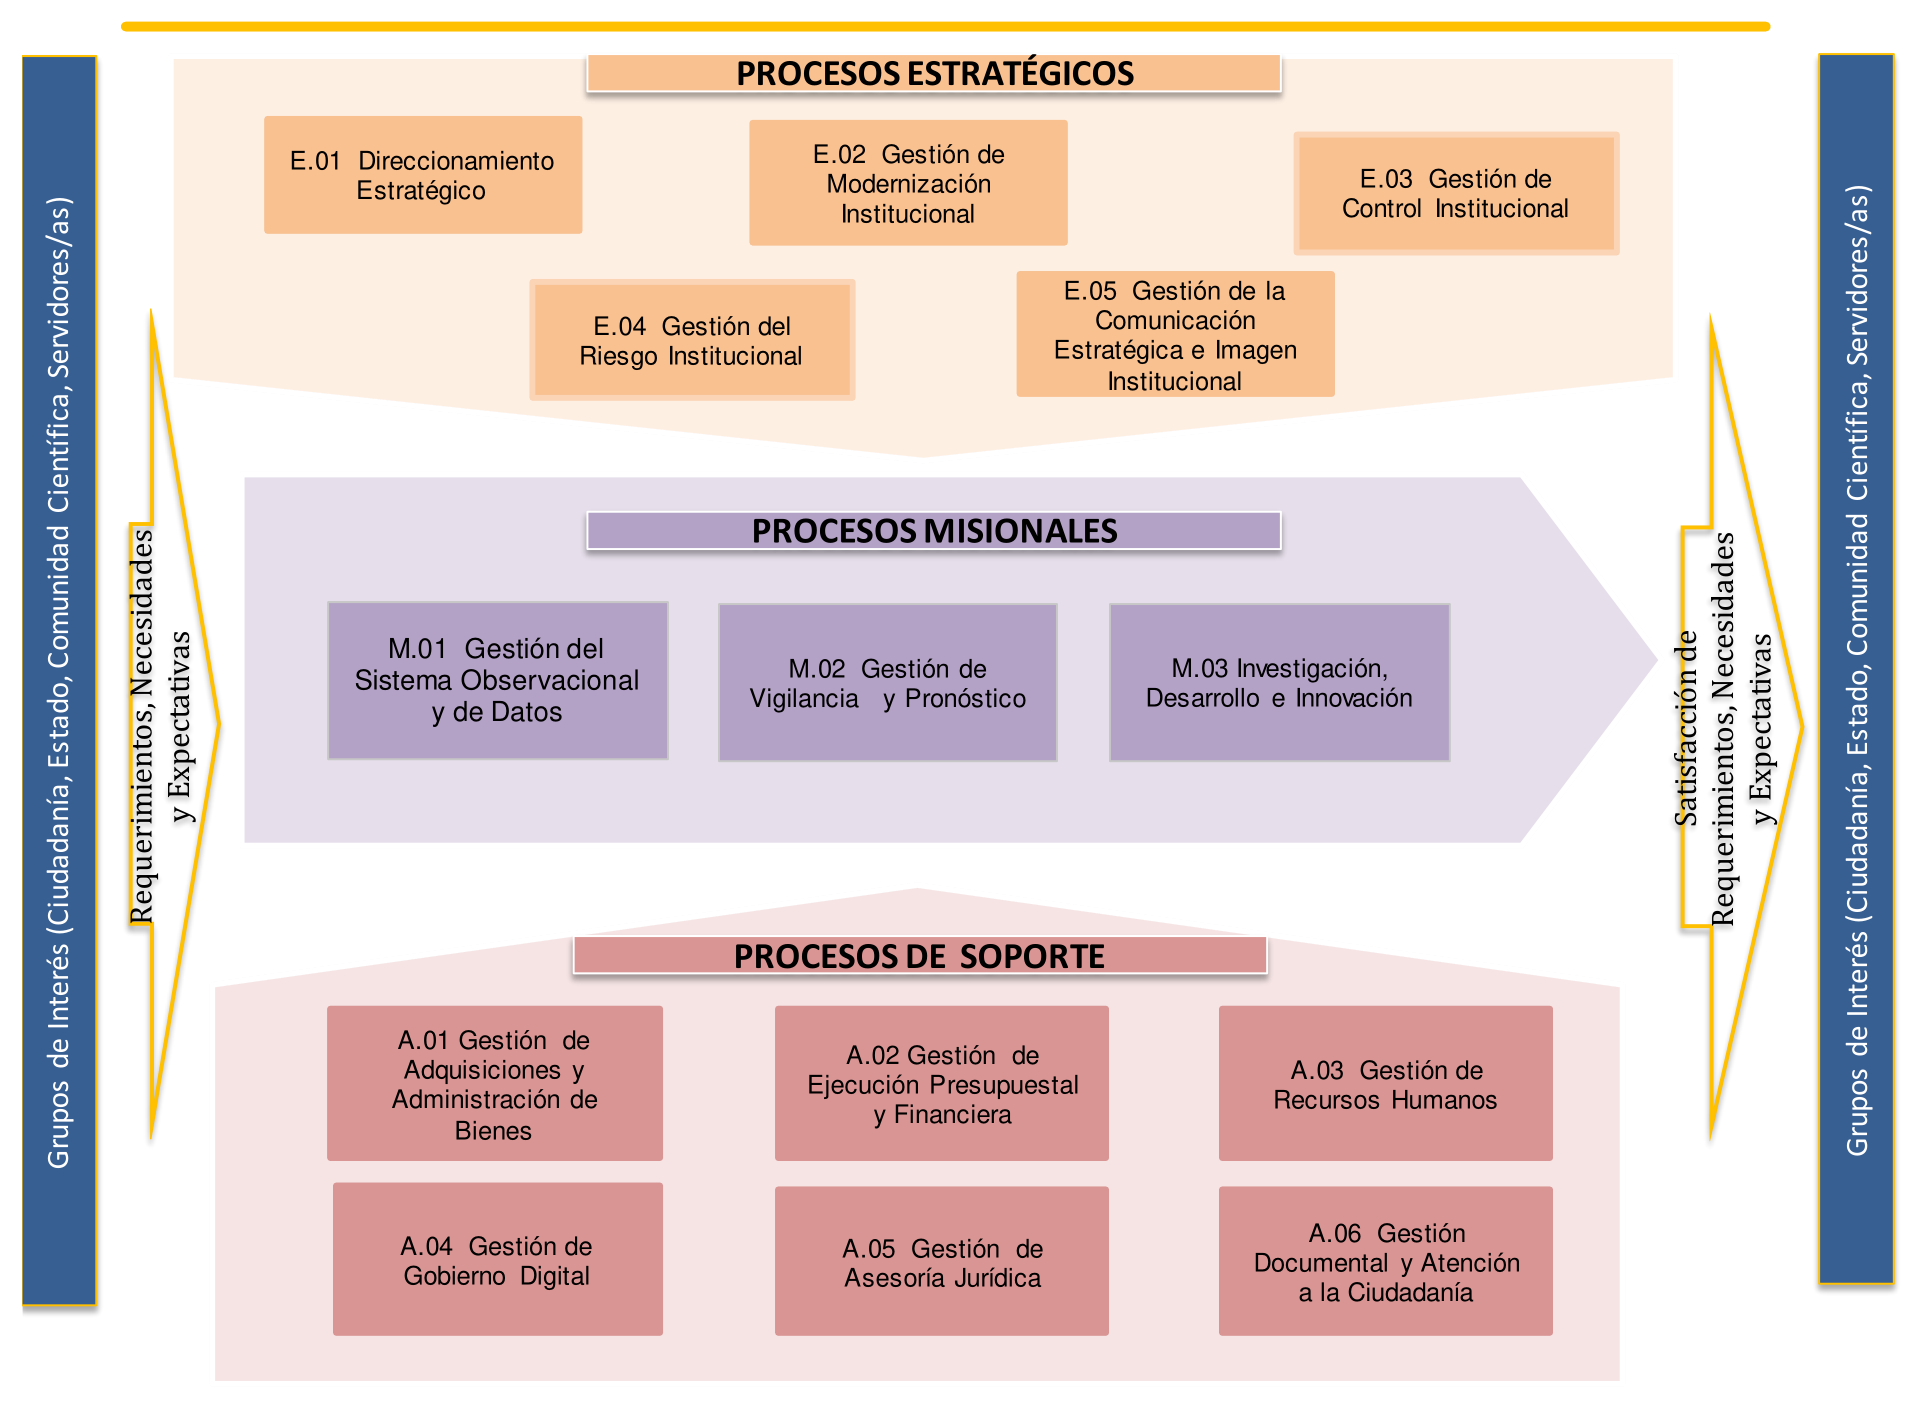 Grupos de Interés (Ciudadanía, Estado, Comunidad Científica, Servidores/as)
Requerimientos, Necesidades
y Expectativas
PROCESOS ESTRATÉGICOS
E.01 Direccionamiento
Estratégico
E.02 Gestión de
Modernización
Institucional
E.03 Gestión de
Control Institucional
E.04 Gestión del
Riesgo Institucional
E.05 Gestión de la
Comunicación
Estratégica e Imagen
Institucional
PROCESOS MISIONALES
M.01 Gestión del
Sistema Observacional
y de Datos
M.02 Gestión de
Vigilancia y Pronóstico
M.03 Investigación,
Desarrollo e Innovación
PROCESOS DE SOPORTE
A.01 Gestión de
Adquisiciones y
Administración de
Bienes
A.02 Gestión de
Ejecución Presupuestal
y Financiera
A.03 Gestión de
Recursos Humanos
A.04 Gestión de
Gobierno Digital
A.05 Gestión de
Asesoría Jurídica
A.06 Gestión
Documental y Atención
a la Ciudadanía
Satisfacción de
Requerimientos, Necesidades
y Expectativas
Grupos de Interés (Ciudadanía, Estado, Comunidad Científica, Servidores/as)